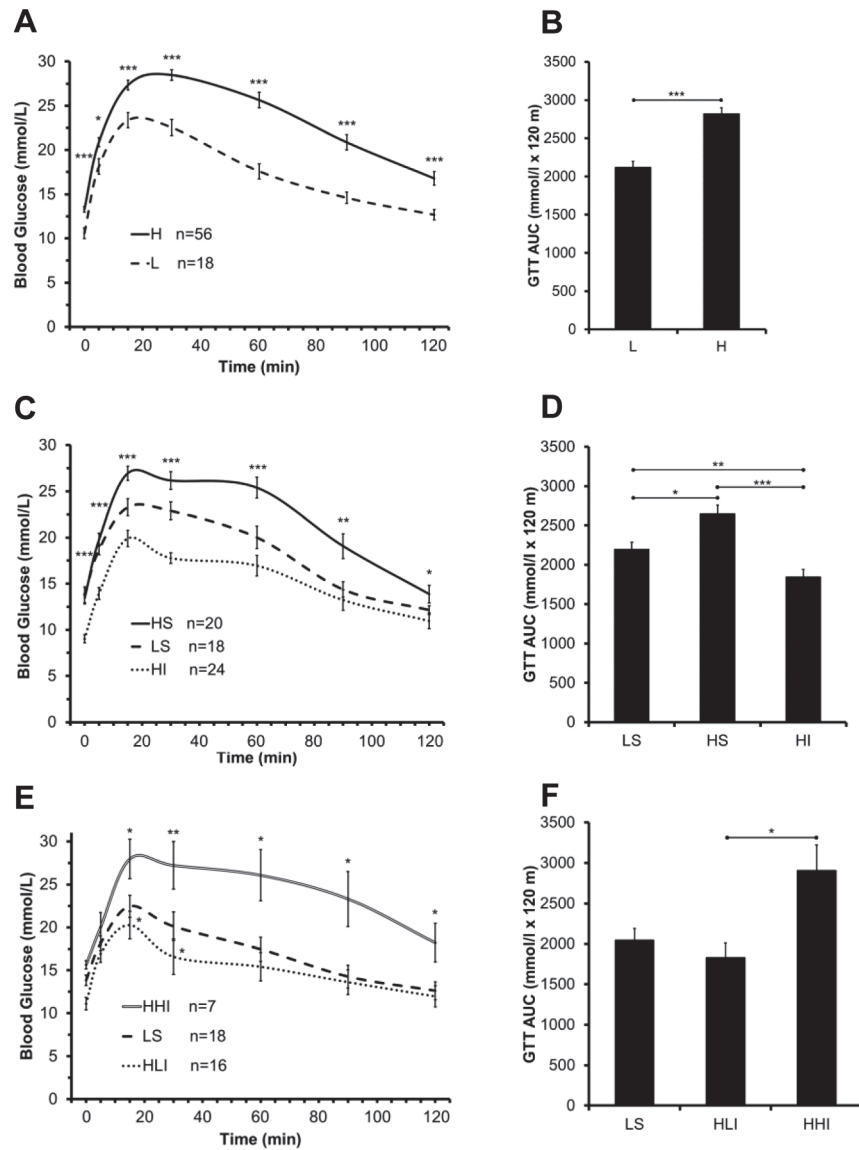 A
Blood Glucose (mmol/L)
30
25
20
15
10
5
0
*** * *** *** *** *** ***
H n=56
L n=18
0 20 40 60 80 100 120
Time (min)
B
GTT AUC (mmol/l x 120 m)
3500
3000
2500
2000
1500
1000
500
0
***
L H
C
Blood Glucose (mmol/L)
30
25
20
15
10
5
0
*** *** *** *** *** ** *
HS n=20
LS n=18
HI n=24
0 20 40 60 80 100 120
Time (min)
D
GTT AUC (mmol/l x 120 m)
3500
3000
2500
2000
1500
1000
500
0
**
* ***
LS HS HI
E
Blood Glucose (mmol/L)
30
25
20
15
10
5
0
* ** * * *
* *
HHI n=7
LS n=18
HLI n=16
0 20 40 60 80 100 120
Time (min)
F
GTT AUC (mmol/l x 120 m)
3500
3000
2500
2000
1500
1000
500
0
*
LS HLI HHI